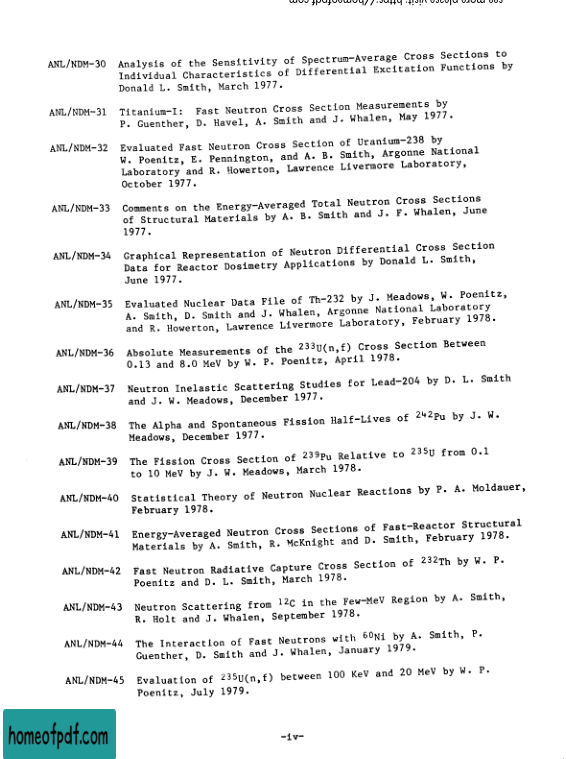 see more please visit: https://homeofpdf.com
ANL/NDM-30 Analysis of the Sensitivity of Spectrum-Average Cross Sections to
Individual Characteristics of Differential Excitation Functions by
Donald L. Smith, March 1977.
ANL/NDM-31 Titanium-I: Fast Neutron Cross Section Measurements by
P. Guenther, D. Havel, A. Smith and J. Whalen, May 1977.
ANL/NDM-32 Evaluated Fast Neutron Cross Section of Uranium-238 by
W. Poenitz, E. Pennington, and A. B. Smith, Argonne National
Laboratory and R. Howerton, Lawrence Livermore Laboratory,
October 1977.
ANL/NDM-33 Comments on the Energy-Averaged Total Neutron Cross Sections
of Structural Materials by A. B. Smith and J. F. Whalen, June
1977.
ANL/NDM-34 Graphical Representation of Neutron Differential Cross Section
Data for Reactor Dosimetry Applications by Donald L. Smith,
June 1977.
ANL/NDM-35 Evaluated Nuclear Data File of Th-232 by J. Meadows, W. Poenitz,
A. Smith, D. Smith and J. Whalen, Argonne National Laboratory
and R. Howerton, Lawrence Livermore Laboratory, February 1978.
ANL/NDM-36 Absolute Measurements of the ²³³U(n,f) Cross Section Between
0.13 and 8.0 MeV by W. P. Poenitz, April 1978.
ANL/NDM-37 Neutron Inelastic Scattering Studies for Lead-204 by D. L. Smith
and J. W. Meadows, December 1977.
ANL/NDM-38 The Alpha and Spontaneous Fission Half-Lives of ²⁴²Pu by J. W.
Meadows, December 1977.
ANL/NDM-39 The Fission Cross Section of ²³⁹Pu Relative to ²³⁵U from 0.1
to 10 MeV by J. W. Meadows, March 1978.
ANL/NDM-40 Statistical Theory of Neutron Nuclear Reactions by P. A. Moldauer,
February 1978.
ANL/NDM-41 Energy-Averaged Neutron Cross Sections of Fast-Reactor Structural
Materials by A. Smith, R. McKnight and D. Smith, February 1978.
ANL/NDM-42 Fast Neutron Radiative Capture Cross Section of ²³²Th by W. P.
Poenitz and D. L. Smith, March 1978.
ANL/NDM-43 Neutron Scattering from ¹²C in the Few-MeV Region by A. Smith,
R. Holt and J. Whalen, September 1978.
ANL/NDM-44 The Interaction of Fast Neutrons with ⁶⁰Ni by A. Smith, P.
Guenther, D. Smith and J. Whalen, January 1979.
ANL/NDM-45 Evaluation of ²³⁵U(n,f) between 100 KeV and 20 MeV by W. P.
Poenitz, July 1979.
-iv-
homeofpdf.com